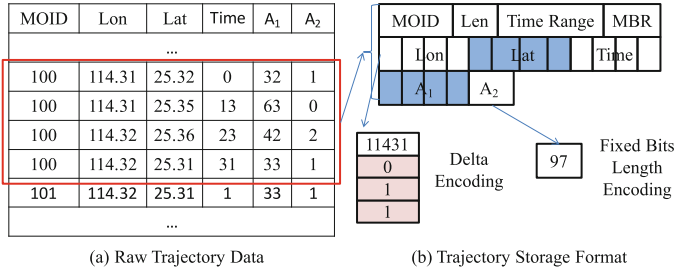 MOID Lon Lat Time A₁ A₂
...
100 114.31 25.32 0 32 1
100 114.31 25.35 13 63 0
100 114.32 25.36 23 42 2
100 114.32 25.31 31 33 1
101 114.32 25.31 1 33 1
...
(a) Raw Trajectory Data
MOID Len Time Range MBR
Lon Lat Time
A₁ A₂
11431
0
1
1
Delta
Encoding
97
Fixed Bits
Length
Encoding
(b) Trajectory Storage Format